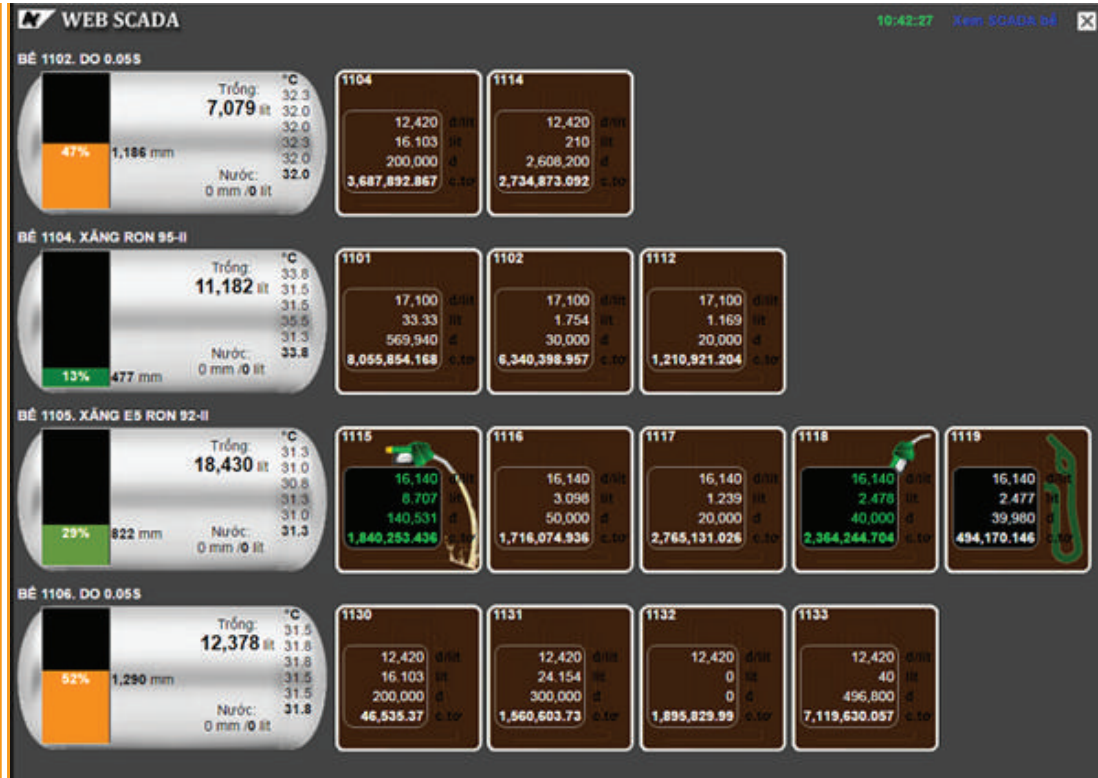 WEB SCADA
10:42:27 Xem SCADA bể
BỂ 1102. DO 0.05S
Trống:
7,079 lít
47%
1,186 mm
Nước:
0 mm /0 lít
°C
32.3
32.0
32.0
32.3
32.0
32.0
1104
12,420 đ/lít
16.103 lít
200,000 đ
3,687,892.867 c.tơ
1114
12,420 đ/lít
210 lít
2,608,200 đ
2,734,873.092 c.tơ
BỂ 1104. XĂNG RON 95-II
Trống:
11,182 lít
13%
477 mm
Nước:
0 mm /0 lít
°C
33.8
31.5
31.5
35.5
31.3
33.8
1101
17,100 đ/lít
33.33 lít
569,940 đ
8,055,854.168 c.tơ
1102
17,100 đ/lít
1.754 lít
30,000 đ
6,340,398.957 c.tơ
1112
17,100 đ/lít
1.169 lít
20,000 đ
1,210,921.204 c.tơ
BỂ 1105. XĂNG E5 RON 92-II
Trống:
18,430 lít
29%
822 mm
Nước:
0 mm /0 lít
°C
31.3
31.0
30.8
31.3
31.0
31.3
1115
16,140 đ/lít
8.707 lít
140,531 đ
1,840,253.436 c.tơ
1116
16,140 đ/lít
3.098 lít
50,000 đ
1,716,074.936 c.tơ
1117
16,140 đ/lít
1.239 lít
20,000 đ
2,765,131.026 c.tơ
1118
16,140 đ/lít
2.478 lít
40,000 đ
2,364,244.704 c.tơ
1119
16,140 đ/lít
2.477 lít
39,980 đ
494,170.146 c.tơ
BỂ 1106. DO 0.05S
Trống:
12,378 lít
52%
1,290 mm
Nước:
0 mm /0 lít
°C
31.5
31.8
31.8
31.5
31.5
31.8
1130
12,420 đ/lít
16.103 lít
200,000 đ
46,535.37 c.tơ
1131
12,420 đ/lít
24.154 lít
300,000 đ
1,560,603.73 c.tơ
1132
12,420 đ/lít
0 lít
0 đ
1,895,829.99 c.tơ
1133
12,420 đ/lít
40 lít
496,800 đ
7,119,630.057 c.tơ